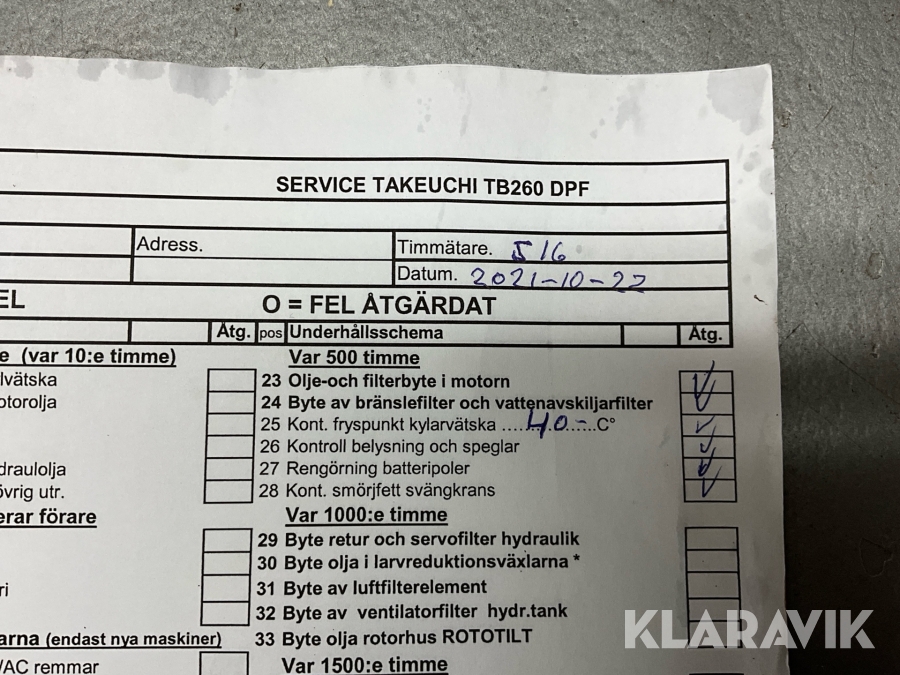 SERVICE TAKEUCHI TB260 DPF
Adress.
Timmätare. 516
Datum. 2021-10-22
EL O = FEL ÅTGÄRDAT
Åtg. pos Underhållsschema Åtg.
e (var 10:e timme) Var 500 timme
lvätska 23 Olje-och filterbyte i motorn
otorolja 24 Byte av bränslefilter och vattenavskiljarfilter
25 Kont. fryspunkt kylarvätska ....40-......C°
26 Kontroll belysning och speglar
draulolja 27 Rengörning batteripoler
övrig utr. 28 Kont. smörjfett svängkrans
erar förare Var 1000:e timme
29 Byte retur och servofilter hydraulik
30 Byte olja i larvreduktionsväxlarna *
ri 31 Byte av luftfilterelement
32 Byte av ventilatorfilter hydr.tank
arna (endast nya maskiner) 33 Byte olja rotorhus ROTOTILT
/AC remmar Var 1500:e timme
KLARAVIK